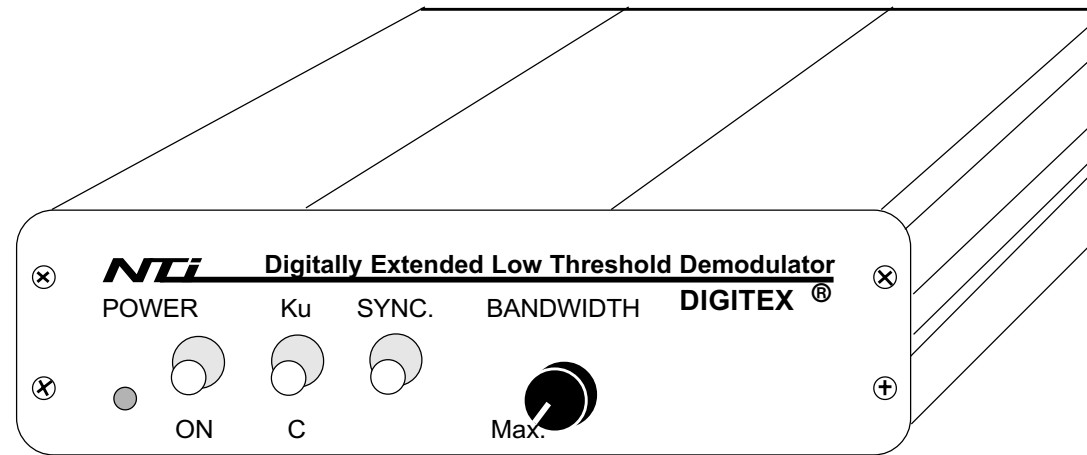 NTi Digitally Extended Low Threshold Demodulator
DIGITEX ®
POWER Ku SYNC. BANDWIDTH
ON C Max.